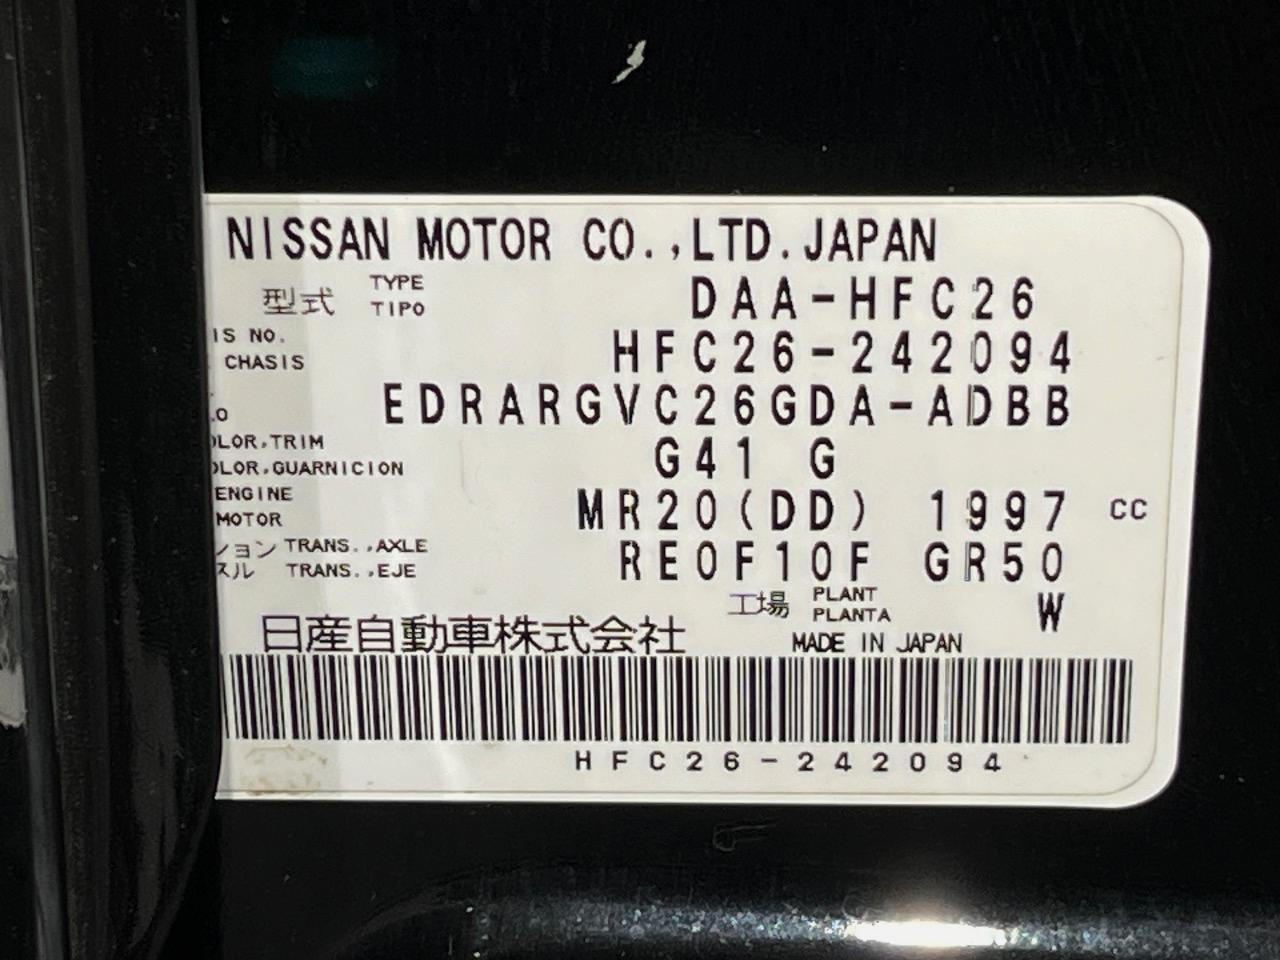 NISSAN MOTOR CO.,LTD.JAPAN
型式 TYPE TIPO DAA-HFC26
IS NO. CHASIS HFC26-242094
.O EDRARGVC26GDA-ADBB
OLOR,TRIM OLOR,GUARNICION G41 G
ENGINE MOTOR MR20(DD) 1997 CC
ション TRANS.,AXLE スル TRANS.,EJE RE0F10F GR50
工場 PLANT PLANTA W
日産自動車株式会社 MADE IN JAPAN
HFC26-242094